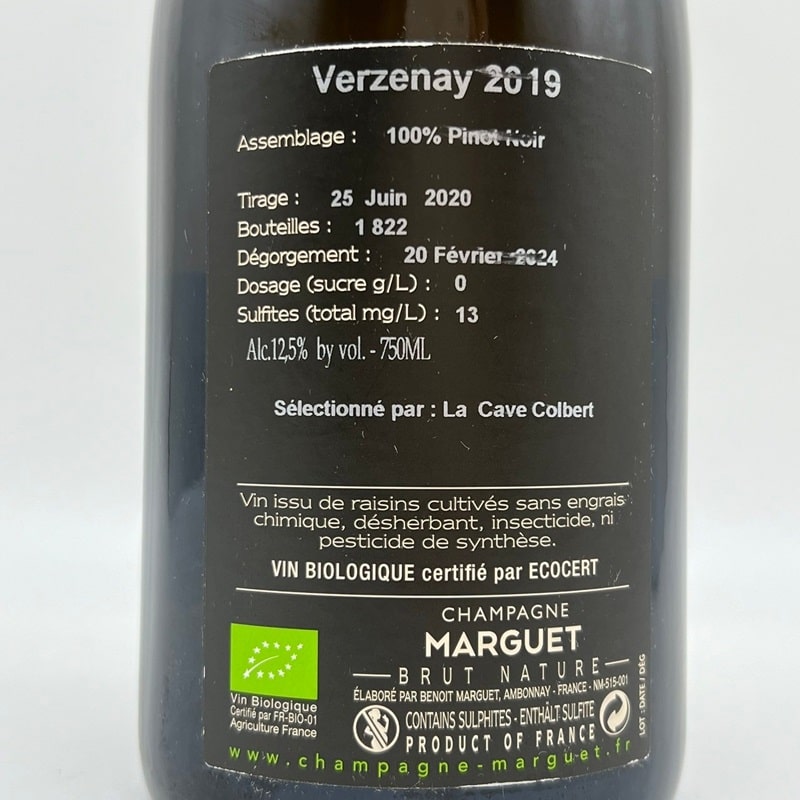 Verzenay 2019
Assemblage : 100% Pinot Noir
Tirage : 25 Juin 2020
Bouteilles : 1 822
Dégorgement : 20 Février 2024
Dosage (sucre g/L) : 0
Sulfites (total mg/L) : 13
Alc.12,5% by vol. - 750ML
Sélectionné par : La Cave Colbert
Vin issu de raisins cultivés sans engrais
chimique, désherbant, insecticide, ni
pesticide de synthèse.
VIN BIOLOGIQUE certifié par ECOCERT
CHAMPAGNE
MARGUET
BRUT NATURE
ÉLABORÉ PAR BENOIT MARGUET, AMBONNAY - FRANCE - NM-515-001
Vin Biologique
Certifié par FR-BIO-01
Agriculture France
CONTAINS SULPHITES - ENTHÄLT SULFITE
PRODUCT OF FRANCE
LOT : DATE / DÉG
www.champagne-marguet.fr